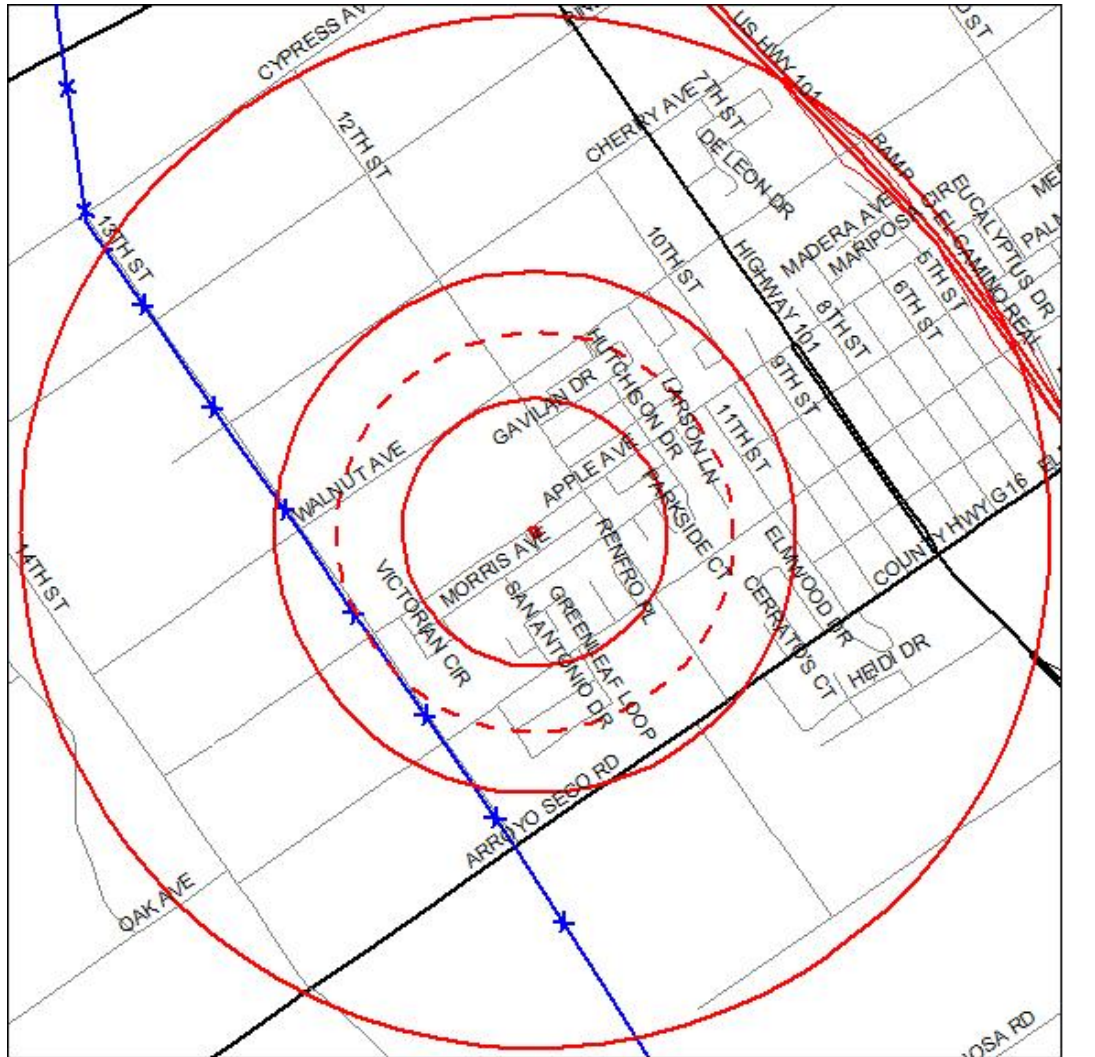 CYPRESS AV
US HWY 101
12TH ST
CHERRY AVE
7TH ST
DE LEON DR
RAMP
CIR
EUCALYPTUS DR
PALM
MADERA AVE
MARIPOSA
EL CAMINO REAL
13TH ST
10TH ST
HIGHWAY 101
5TH ST
6TH ST
8TH ST
9TH ST
HUTCHISON DR
GAVILAN DR
LARSON LN
11TH ST
WALNUT AVE
APPLE AVE
PARKSIDE CT
COUNTY HWY G16
14TH ST
MORRIS AVE
RENFRO PL
ELMWOOD DR
VICTORIAN CIR
SAN ANTONIO DR
GREENLEAF LOOP
CERRATO'S CT
HEIDI DR
ARROYO SECO RD
OAK AVE
OSA RD